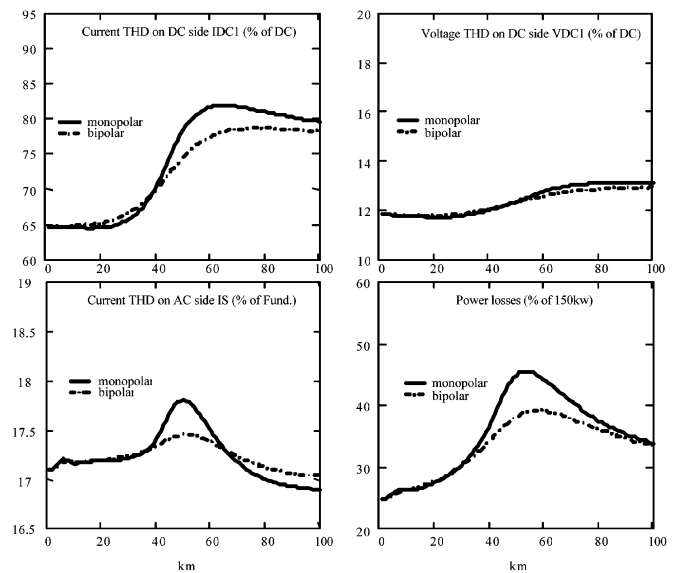 Current THD on DC side IDC1 (% of DC)
95
90
85
80
75
70
65
60
monopolar
bipolar
0 20 40 60 80 100
Voltage THD on DC side VDC1 (% of DC)
20
18
16
14
12
10
monopolar
bipolar
0 20 40 60 80 100
Current THD on AC side IS (% of Fund.)
19
18.5
18
17.5
17
16.5
monopolar
bipolar
0 20 40 60 80 100
km
Power losses (% of 150kw)
60
50
40
30
20
monopolar
bipolar
0 20 40 60 80 100
km